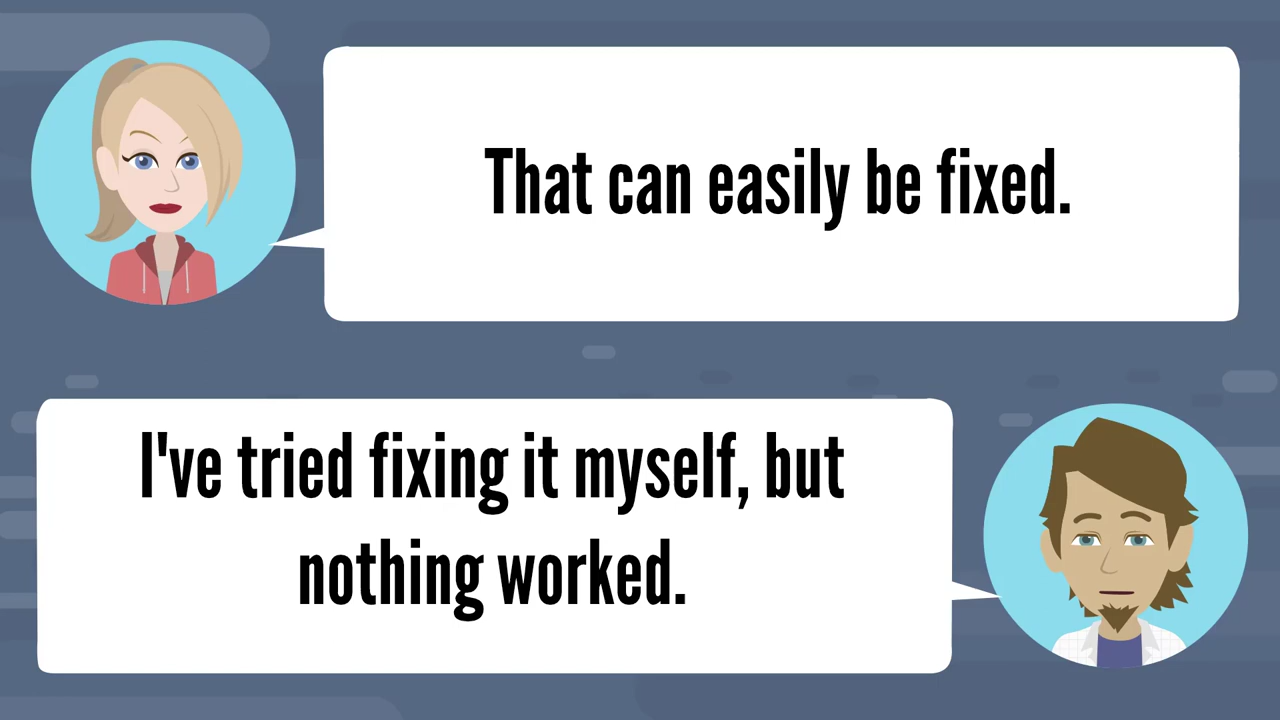 That can easily be fixed.
I've tried fixing it myself, but
nothing worked.